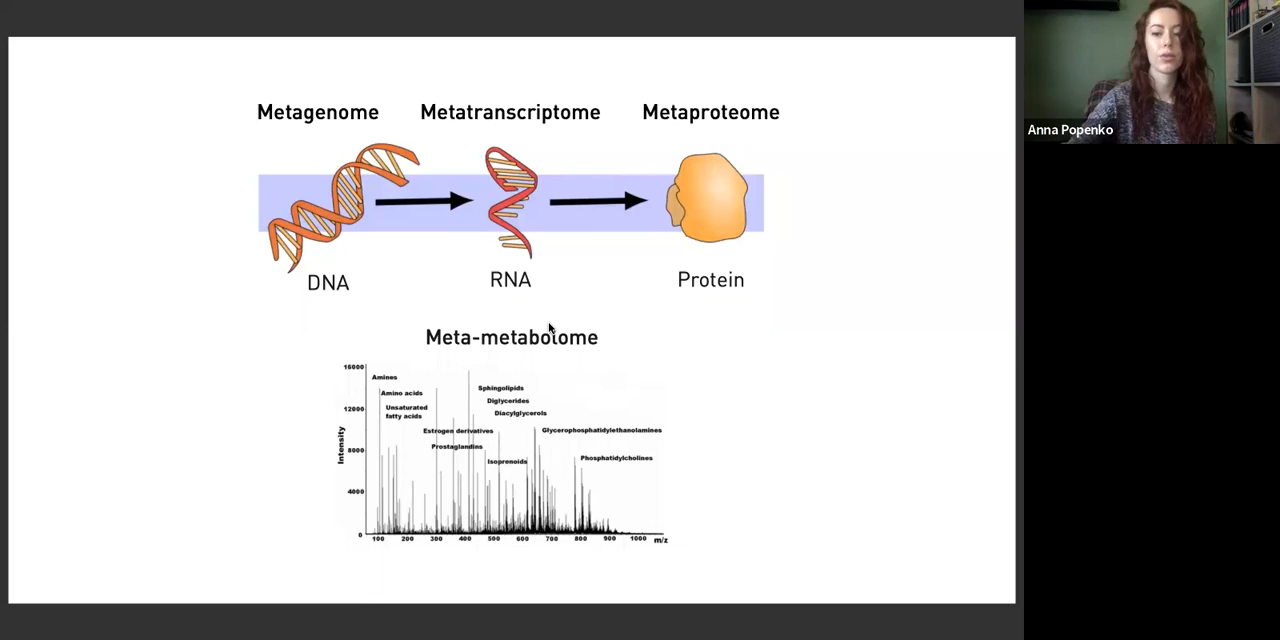 Metagenome
Metatranscriptome
Metaproteome
DNA
RNA
Protein
Meta-metabolome
16000
12000
8000
4000
0
Intensity
Amines
Amino acids
Unsaturated
fatty acids
Estrogen derivatives
Prostaglandins
Sphingolipids
Diglycerides
Diacylglycerols
Isoprenoids
Glycerophosphatidylethanolamines
Phosphatidylcholines
100 200 300 400 500 600 700 800 900 1000 m/z
Anna Popenko